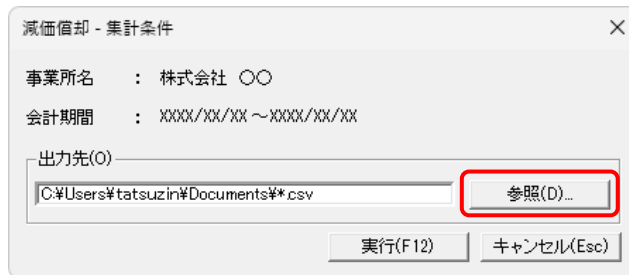 減価償却 - 集計条件
事業所名 : 株式会社 〇〇
会計期間 : XXXX/XX/XX～XXXX/XX/XX
出力先(O)
C:¥Users¥tatsuzin¥Documents¥*.csv 参照(D)...
実行(F12) キャンセル(Esc)